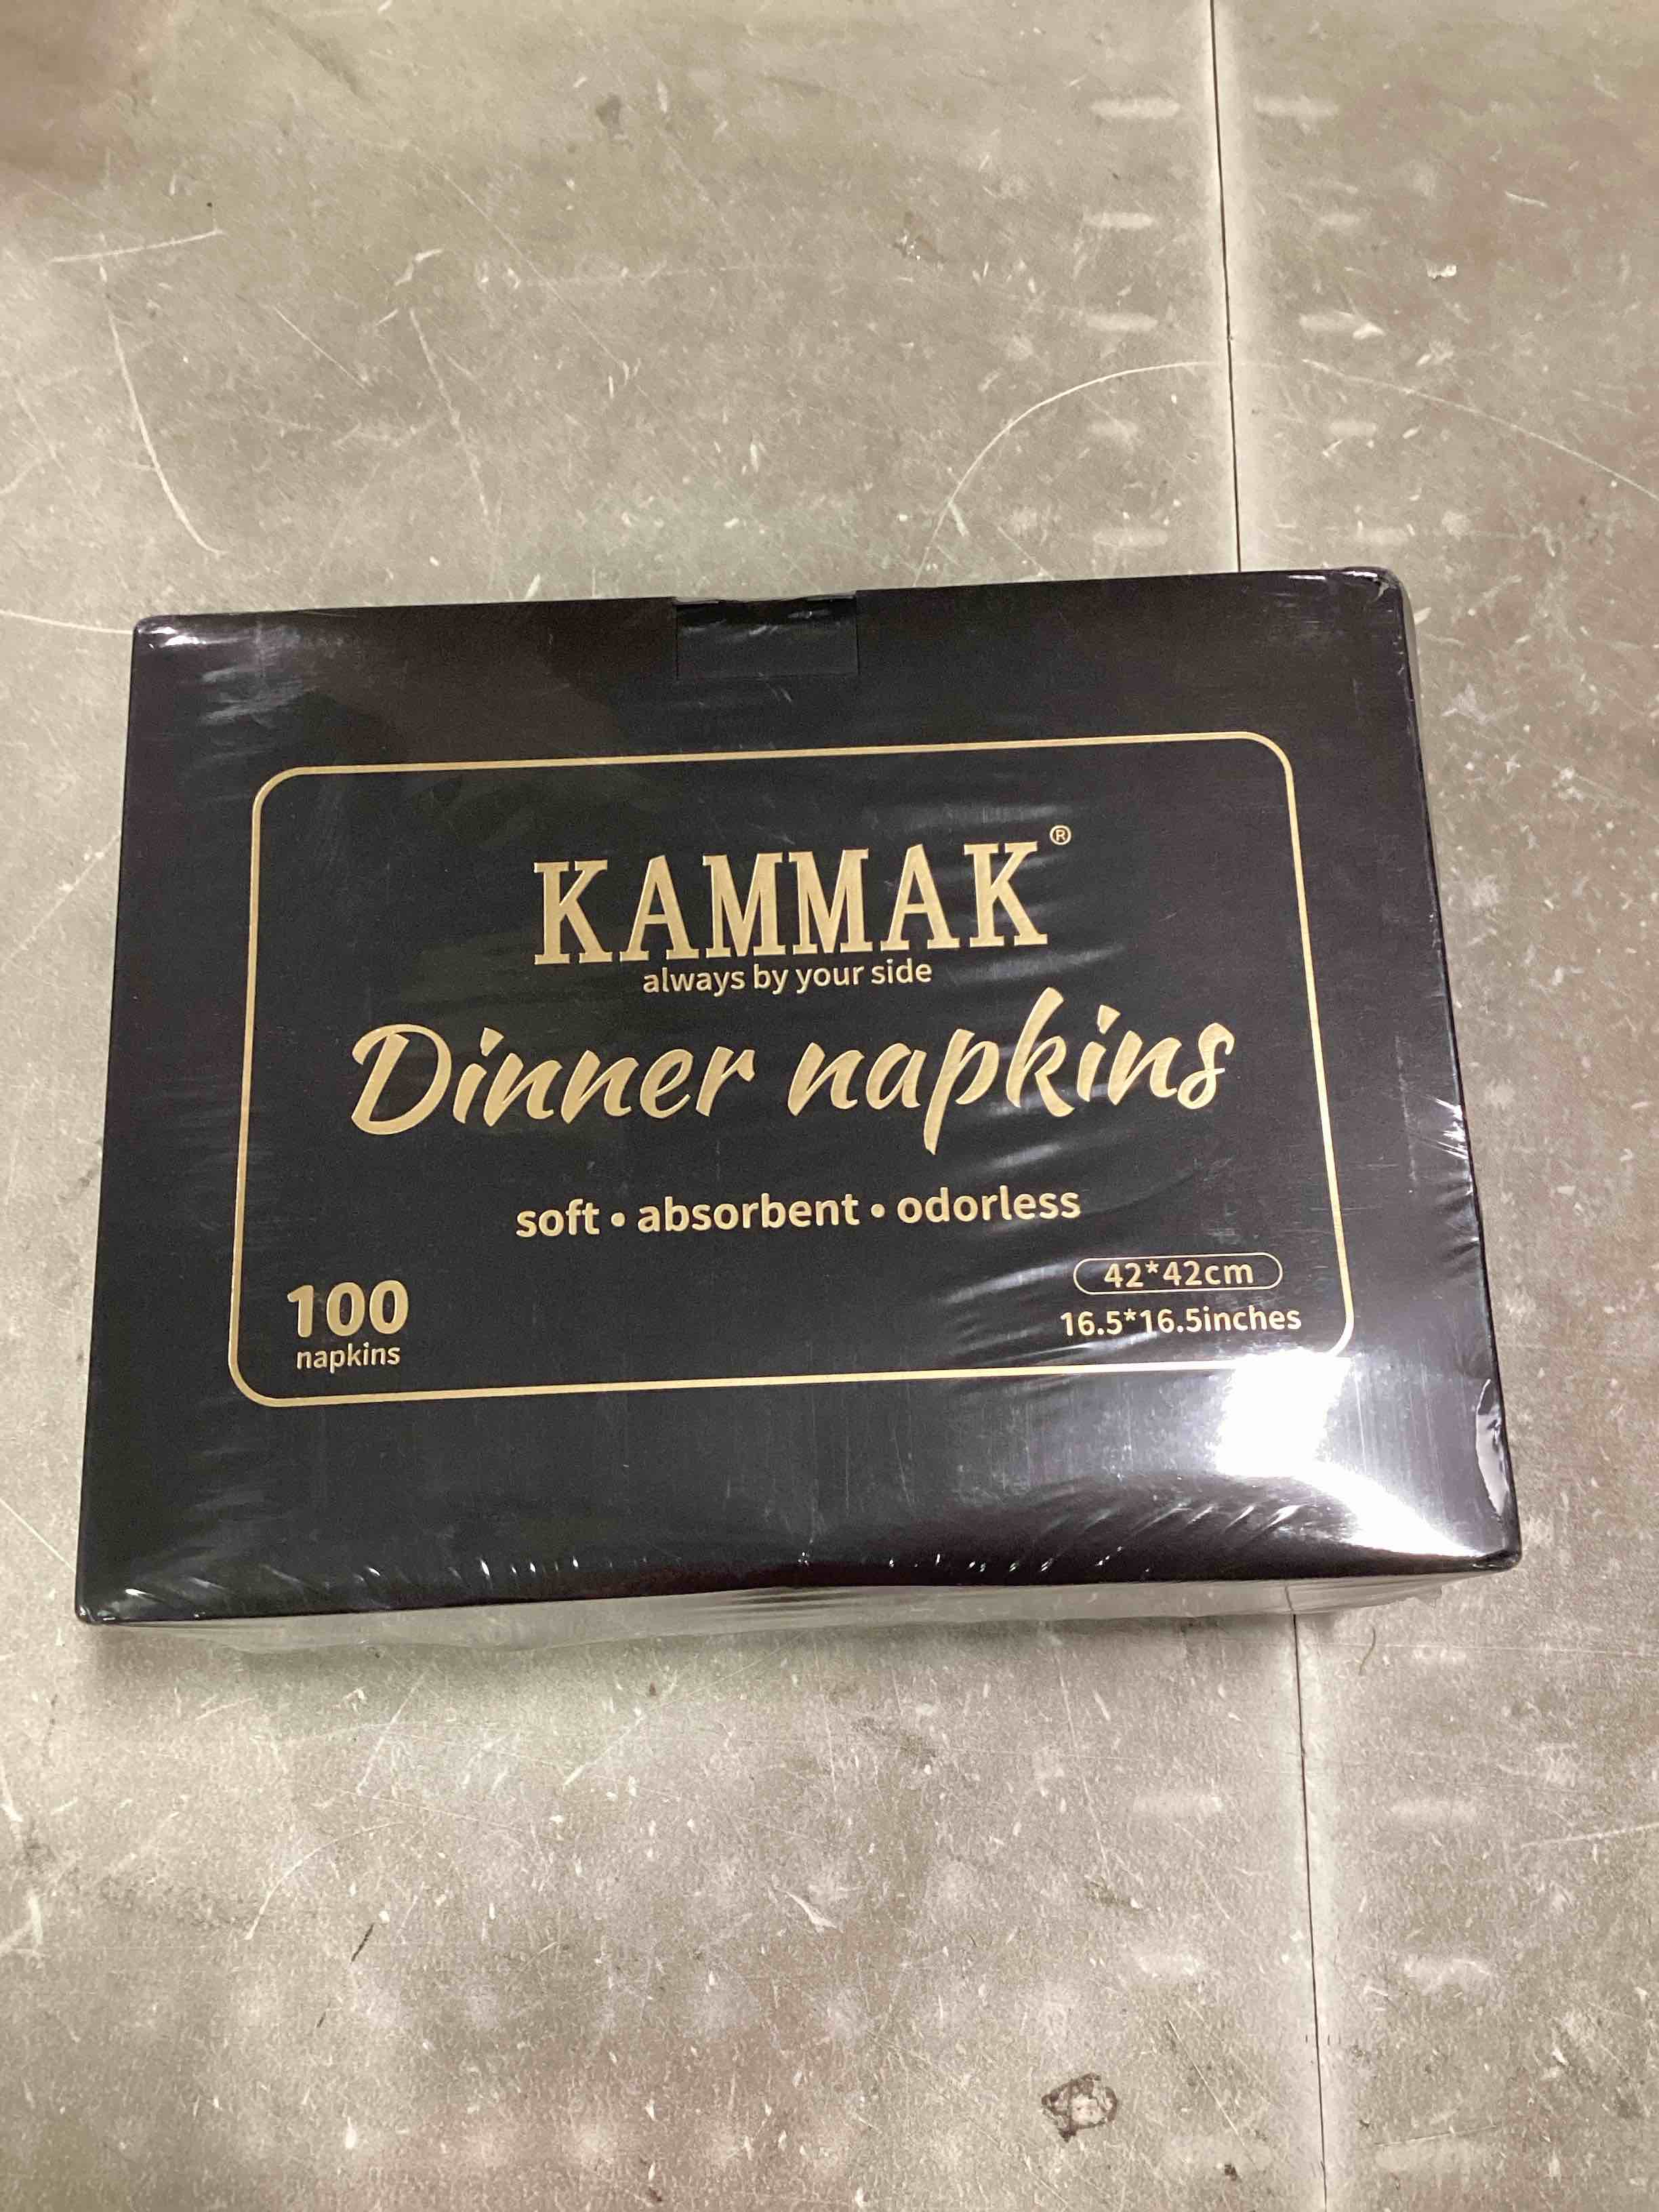 KAMMAK®
always by your side
Dinner napkins
soft • absorbent • odorless
100
napkins
42*42cm
16.5*16.5inches